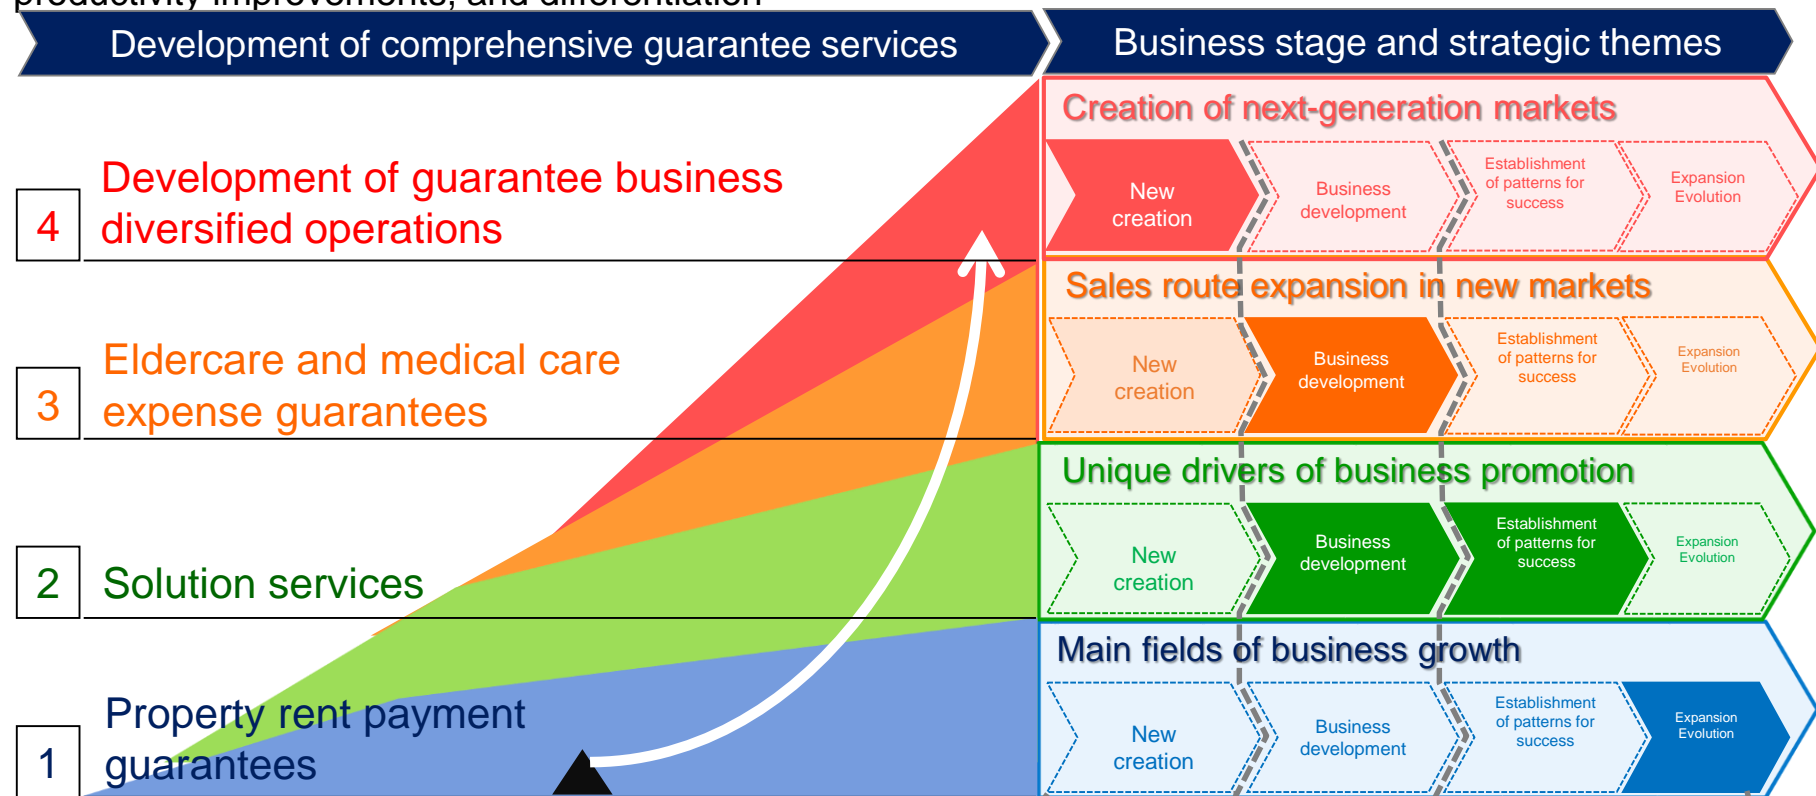 productivity improvements, and differentiation
Development of comprehensive guarantee services
Business stage and strategic themes
4
Development of guarantee business
diversified operations
Creation of next-generation markets
New
creation
Business
development
Establishment
of patterns for
success
Expansion
Evolution
3
Eldercare and medical care
expense guarantees
Sales route expansion in new markets
New
creation
Business
development
Establishment
of patterns for
success
Expansion
Evolution
2
Solution services
Unique drivers of business promotion
New
creation
Business
development
Establishment
of patterns for
success
Expansion
Evolution
1
Property rent payment
guarantees
Main fields of business growth
New
creation
Business
development
Establishment
of patterns for
success
Expansion
Evolution